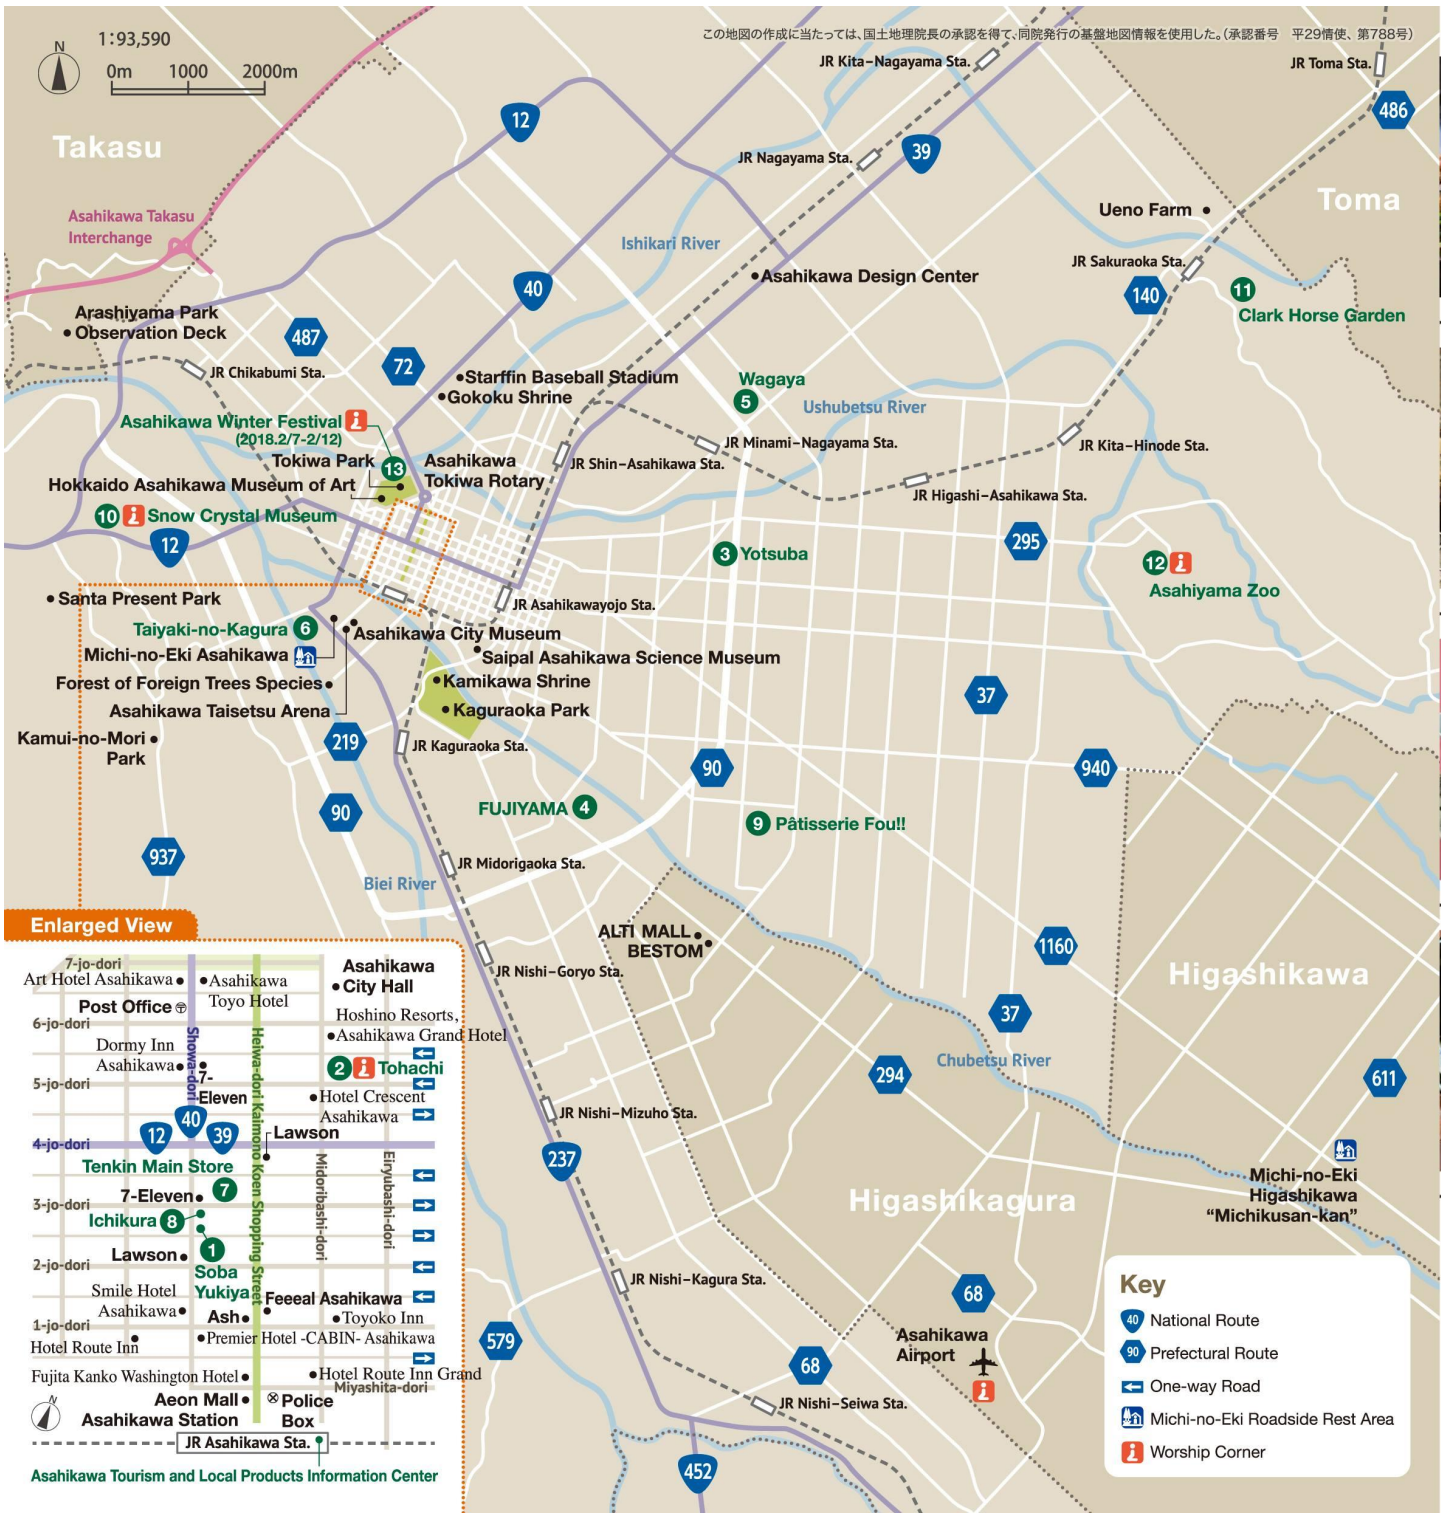 1:93,590
N
0m 1000 2000m
この地図の作成に当たっては、国土地理院長の承認を得て、同院発行の基盤地図情報を使用した。(承認番号　平29情使、第788号)
JR Kita-Nagayama Sta.
JR Toma Sta.
486
12
Takasu
JR Nagayama Sta.
39
Toma
Asahikawa Takasu
Interchange
Ueno Farm
Ishikari River
JR Sakuraoka Sta.
Asahikawa Design Center
40
140
11
Clark Horse Garden
Arashiyama Park
Observation Deck
487
72
JR Chikabumi Sta.
Starffin Baseball Stadium
Gokoku Shrine
Wagaya
5
Ushubetsu River
Asahikawa Winter Festival
(2018.2/7-2/12)
JR Minami-Nagayama Sta.
JR Kita-Hinode Sta.
Tokiwa Park
13
Asahikawa
Tokiwa Rotary
JR Shin-Asahikawa Sta.
Hokkaido Asahikawa Museum of Art
JR Higashi-Asahikawa Sta.
10 Snow Crystal Museum
12
295
3 Yotsuba
12
Asahiyama Zoo
Santa Present Park
JR Asahikawayojo Sta.
Taiyaki-no-Kagura 6
Asahikawa City Museum
Michi-no-Eki Asahikawa
Saipal Asahikawa Science Museum
Forest of Foreign Trees Species
Kamikawa Shrine
37
Asahikawa Taisetsu Arena
Kaguraoka Park
Kamui-no-Mori
Park
219
JR Kaguraoka Sta.
90
940
FUJIYAMA 4
90
9 Pâtisserie Fou!!
937
JR Midorigaoka Sta.
Biei River
Enlarged View
ALTI MALL
BESTOM
1160
Higashikawa
JR Nishi-Goryo Sta.
37
Chubetsu River
294
611
JR Nishi-Mizuho Sta.
237
Michi-no-Eki
Higashikawa
“Michikusan-kan”
Higashikagura
JR Nishi-Kagura Sta.
68
579
Asahikawa
Airport
68
JR Nishi-Seiwa Sta.
452
7-jo-dori
Art Hotel Asahikawa
Asahikawa
Toyo Hotel
Asahikawa
City Hall
Post Office
6-jo-dori
Hoshino Resorts,
Asahikawa Grand Hotel
Showa-dori
Heiwa-dori Kaimono Koen Shopping Street
Dormy Inn
Asahikawa
7-
Eleven
2 Tohachi
5-jo-dori
Hotel Crescent
Asahikawa
40
12
39
Lawson
4-jo-dori
Tenkin Main Store
7
Midoribashi-dori
Eiryubashi-dori
7-Eleven
3-jo-dori
Ichikura 8
1
Soba
Yukiya
Lawson
2-jo-dori
Smile Hotel
Asahikawa
Feeeal Asahikawa
Ash
Toyoko Inn
1-jo-dori
Premier Hotel -CABIN- Asahikawa
Hotel Route Inn
Fujita Kanko Washington Hotel
Hotel Route Inn Grand
Miyashita-dori
N
Aeon Mall
Asahikawa Station
Police
Box
JR Asahikawa Sta.
Asahikawa Tourism and Local Products Information Center
Key
40 National Route
90 Prefectural Route
One-way Road
Michi-no-Eki Roadside Rest Area
Worship Corner